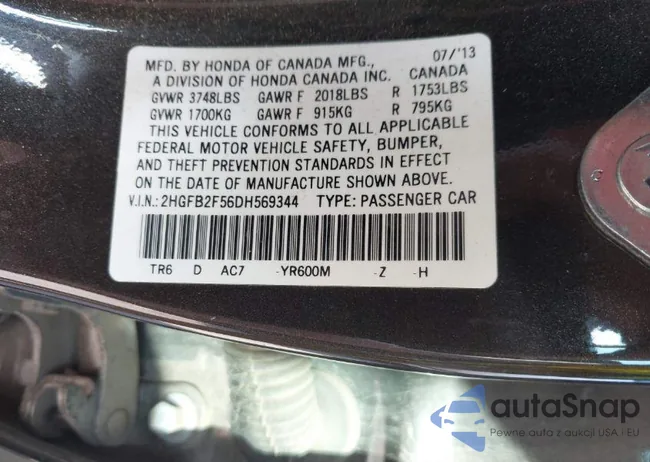 MFD. BY HONDA OF CANADA MFG., 07/'13
A DIVISION OF HONDA CANADA INC. CANADA
GVWR 3748LBS GAWR F 2018LBS R 1753LBS
GVWR 1700KG GAWR F 915KG R 795KG
THIS VEHICLE CONFORMS TO ALL APPLICABLE
FEDERAL MOTOR VEHICLE SAFETY, BUMPER,
AND THEFT PREVENTION STANDARDS IN EFFECT
ON THE DATE OF MANUFACTURE SHOWN ABOVE.
V.I.N.: 2HGFB2F56DH569344 TYPE: PASSENGER CAR
TR6 D AC7 -YR600M -Z -H
autaSnap
Pewne auta z aukcji USA i EU